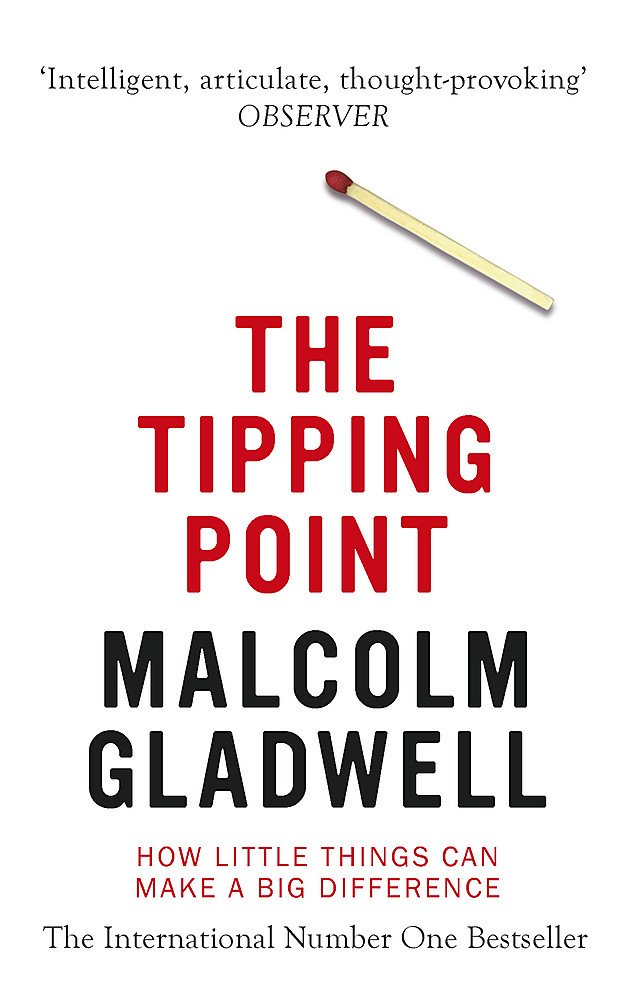 ‘Intelligent, articulate, thought-provoking’
OBSERVER
THE
TIPPING
POINT
MALCOLM
GLADWELL
HOW LITTLE THINGS CAN
MAKE A BIG DIFFERENCE
The International Number One Bestseller